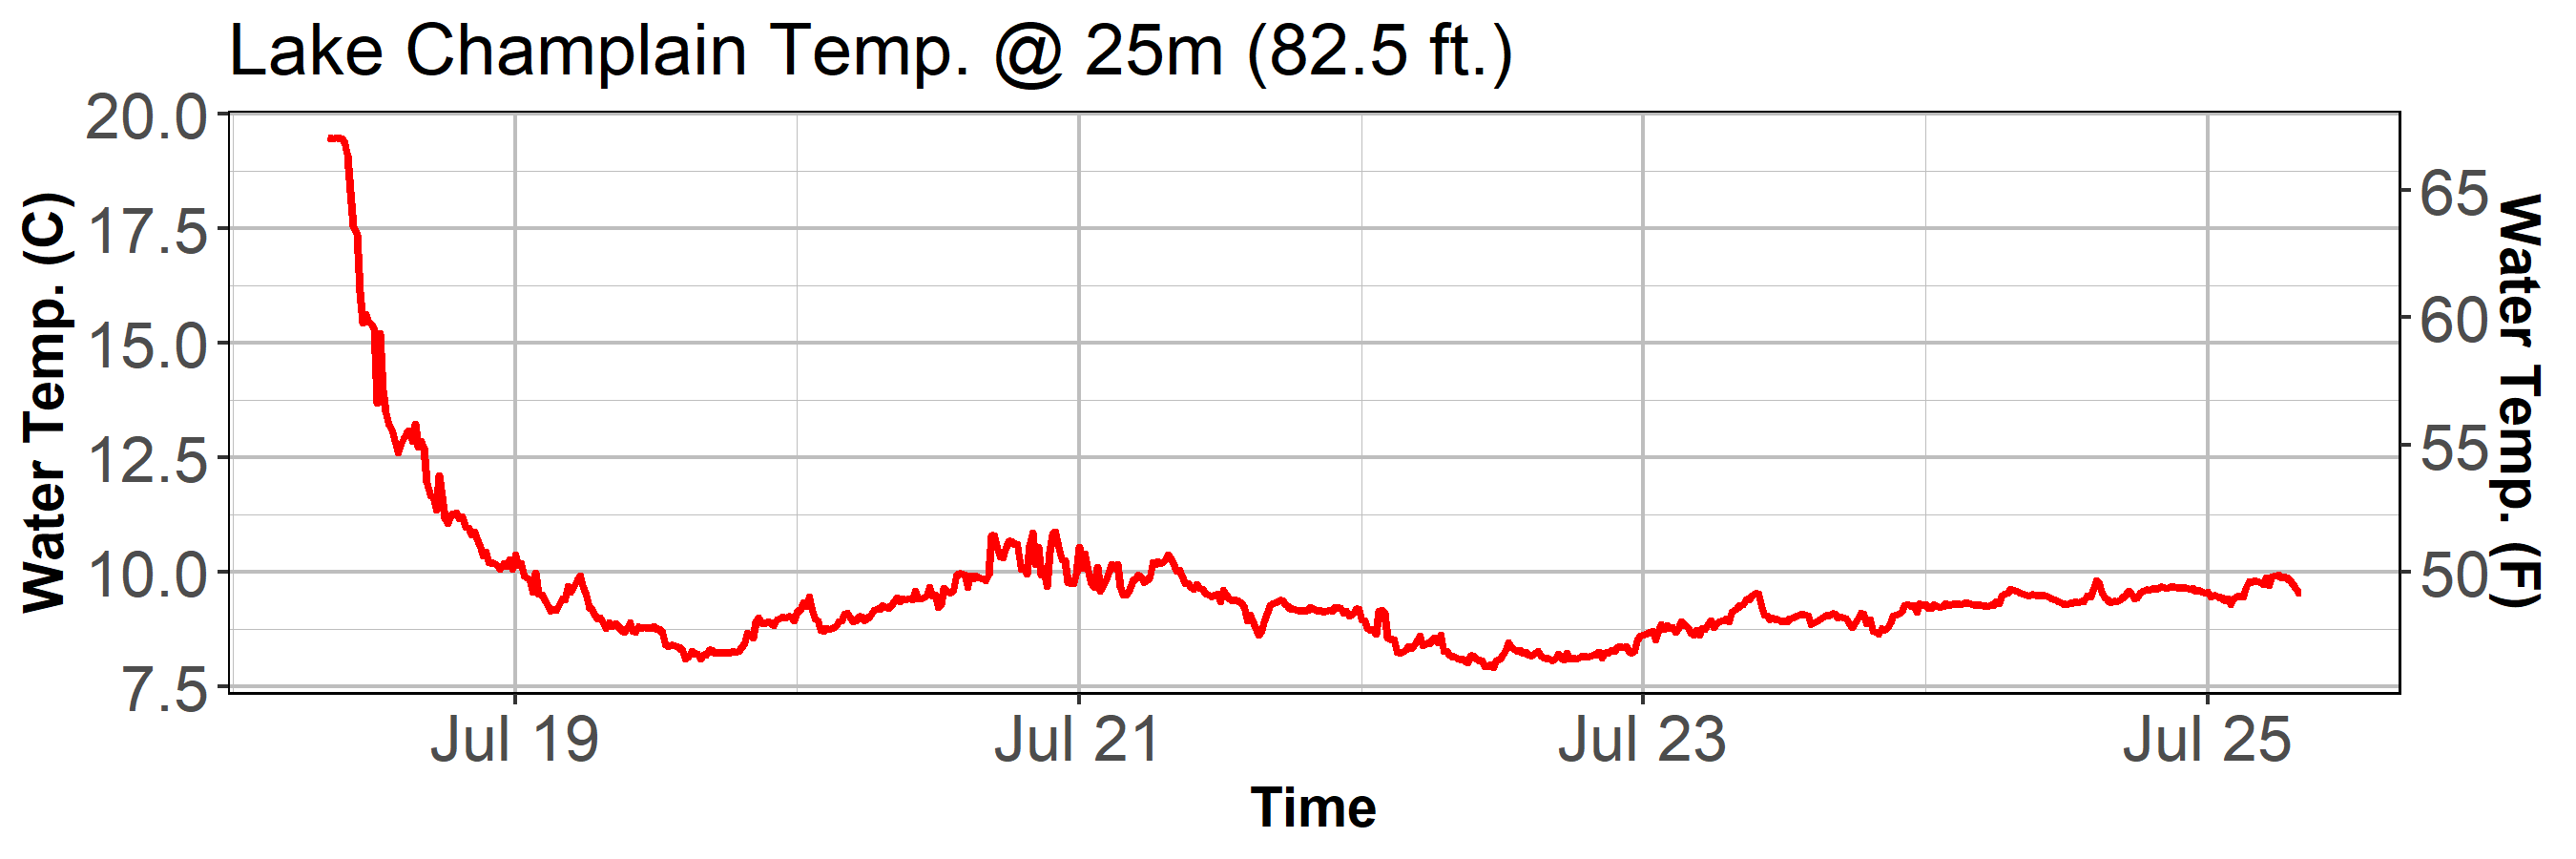 Lake Champlain Temp. @ 25m (82.5 ft.)
Water Temp. (C)
20.0
17.5
15.0
12.5
10.0
7.5
65
60
55
50
Water Temp. (F)
Jul 19 Jul 21 Jul 23 Jul 25
Time